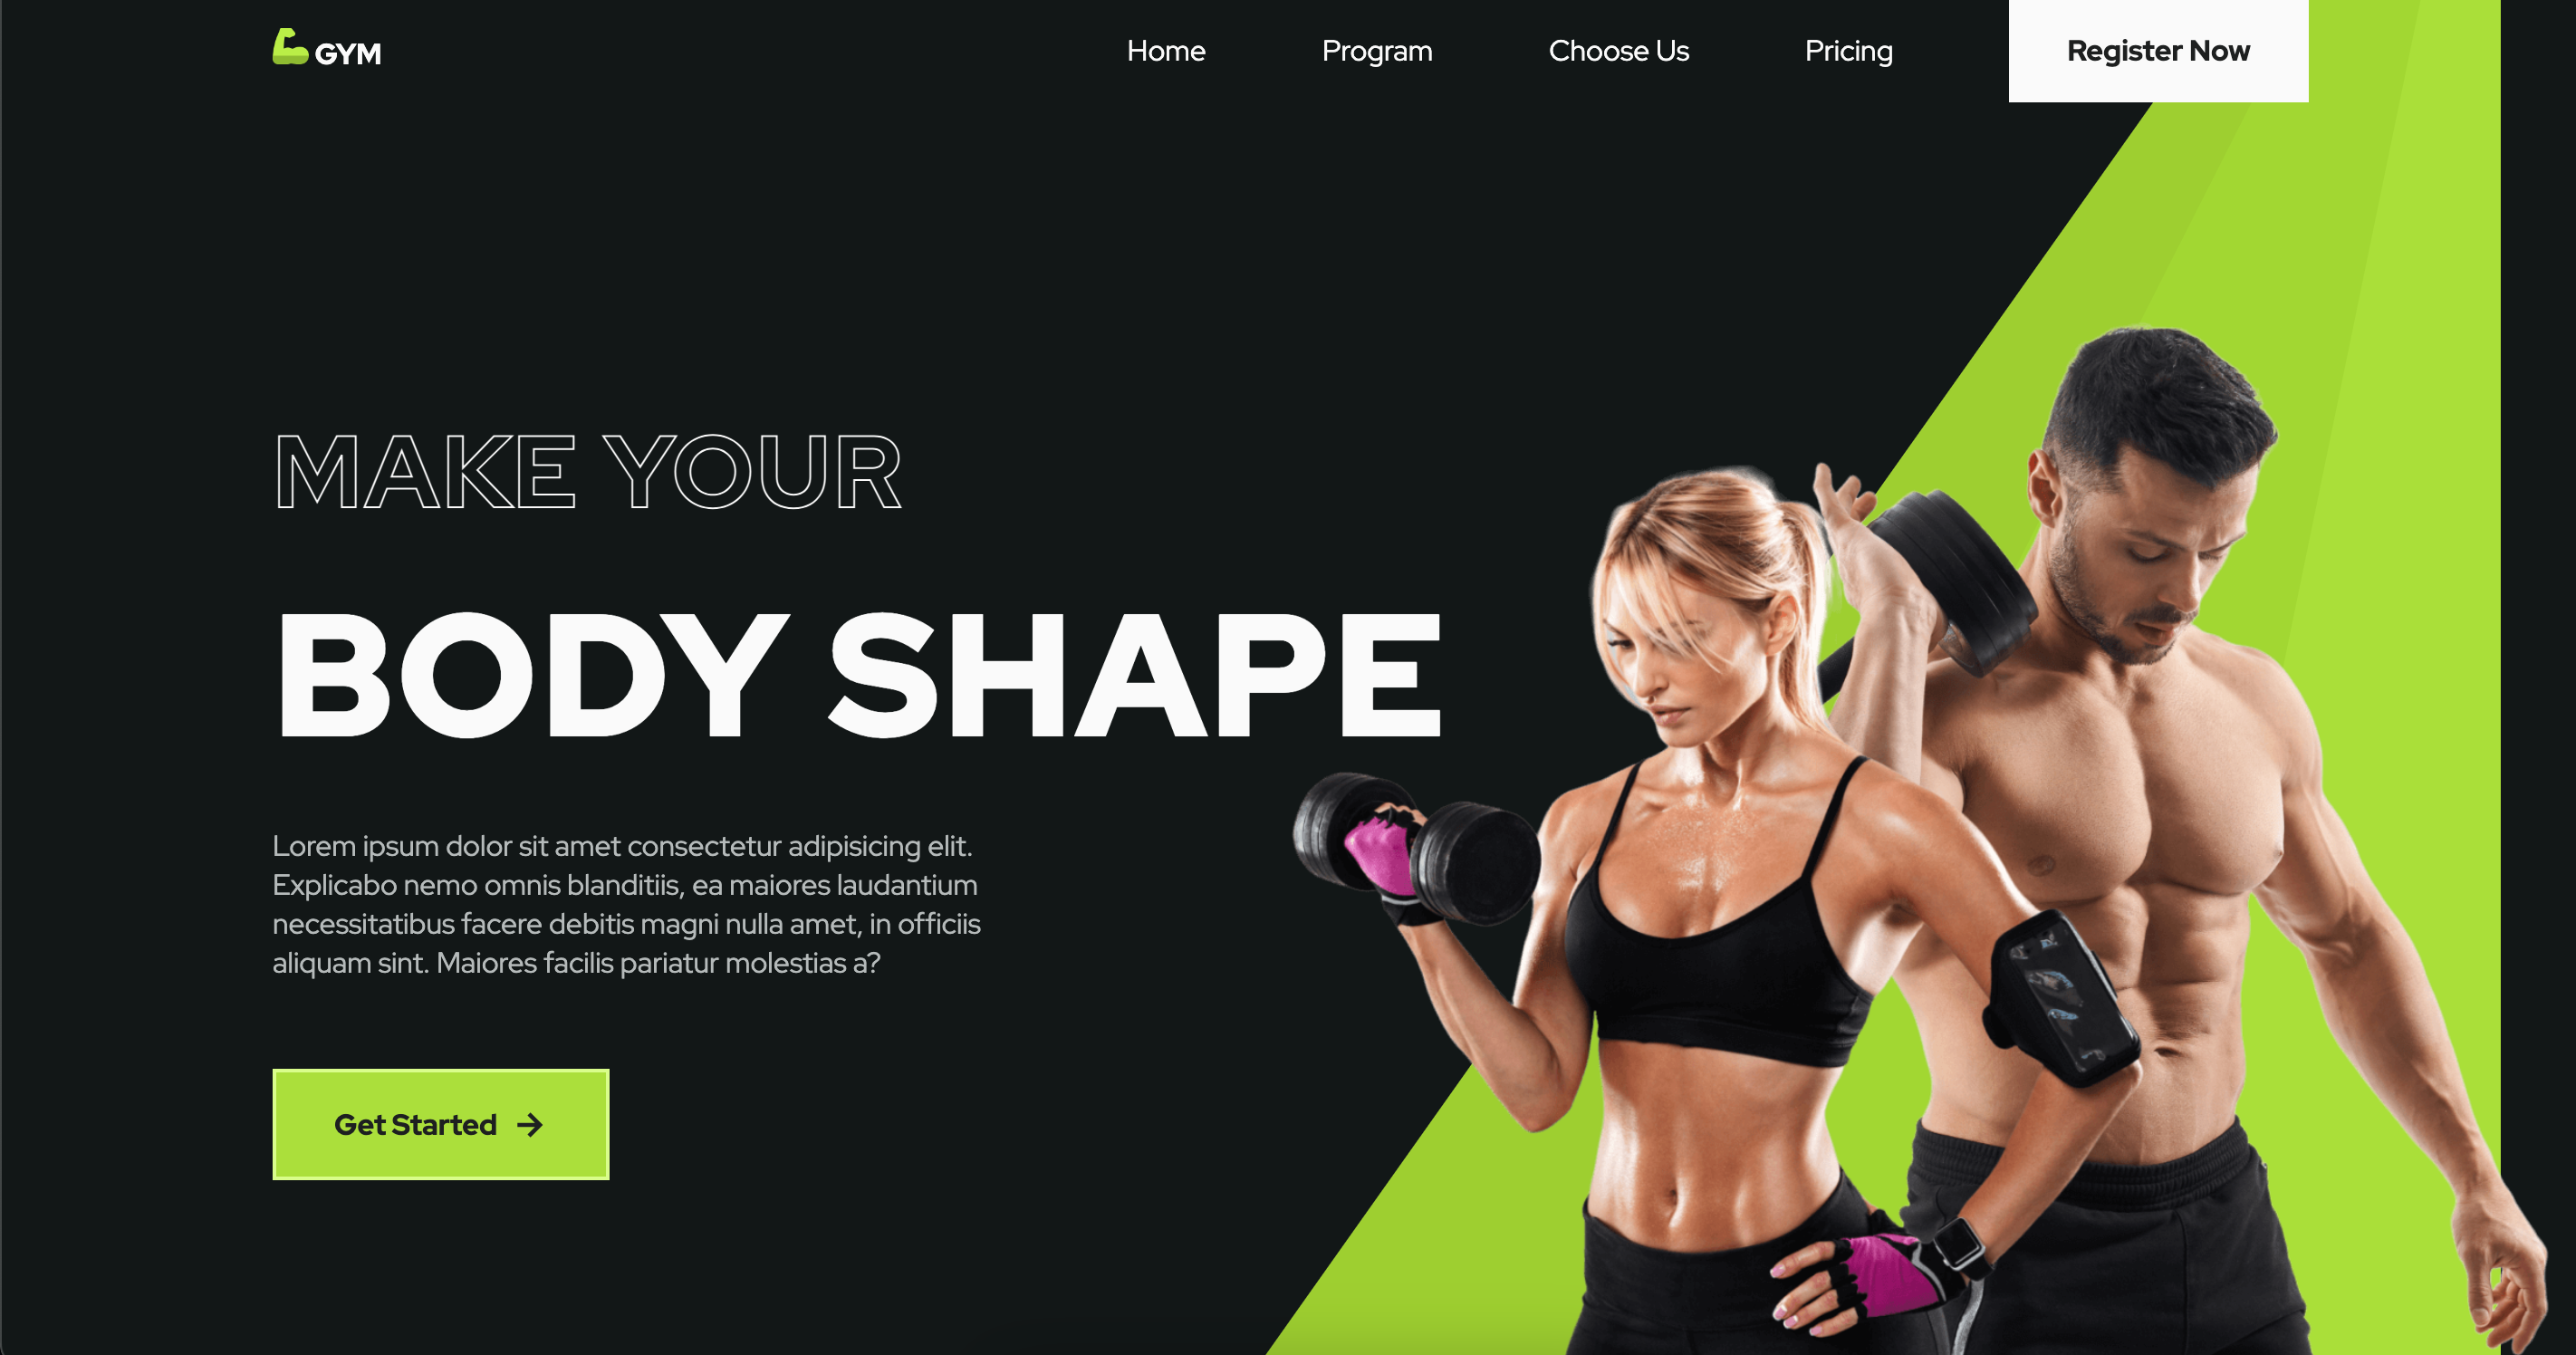 GYM
Home
Program
Choose Us
Pricing
Register Now
MAKE YOUR
BODY SHAPE
Lorem ipsum dolor sit amet consectetur adipisicing elit.
Explicabo nemo omnis blanditiis, ea maiores laudantium
necessitatibus facere debitis magni nulla amet, in officiis
aliquam sint. Maiores facilis pariatur molestias a?
Get Started